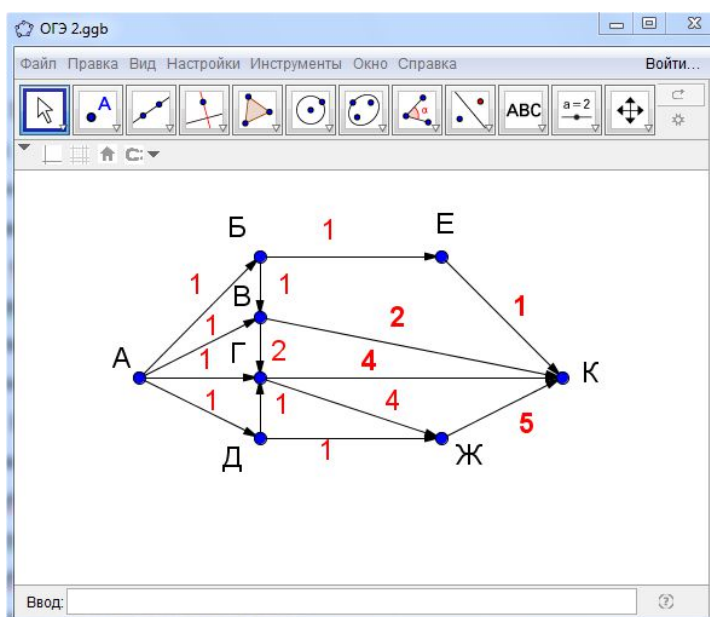 ОГЭ 2.ggb
Файл Правка Вид Настройки Инструменты Окно Справка Войти...
A α ABC a = 2
C:
Б 1 Е
1 1
В 1
1 2
А 1 Г 2 4 К
1 1 4 5
Д 1 Ж
Ввод: